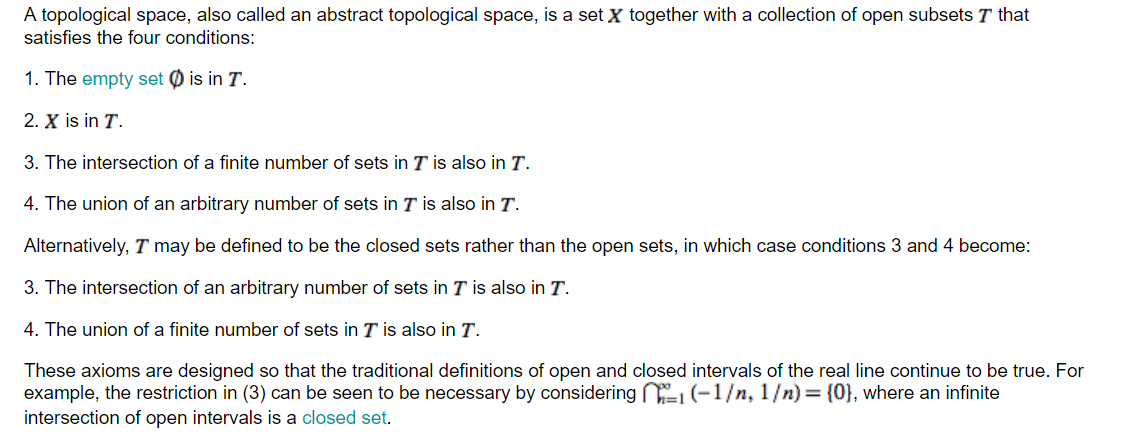 A topological space, also called an abstract topological space, is a set X together with a collection of open subsets T that
satisfies the four conditions:
1. The empty set ∅ is in T.
2. X is in T.
3. The intersection of a finite number of sets in T is also in T.
4. The union of an arbitrary number of sets in T is also in T.
Alternatively, T may be defined to be the closed sets rather than the open sets, in which case conditions 3 and 4 become:
3. The intersection of an arbitrary number of sets in T is also in T.
4. The union of a finite number of sets in T is also in T.
These axioms are designed so that the traditional definitions of open and closed intervals of the real line continue to be true. For
example, the restriction in (3) can be seen to be necessary by considering ⋂_{n=1}^∞ (-1/n, 1/n) = {0}, where an infinite
intersection of open intervals is a closed set.